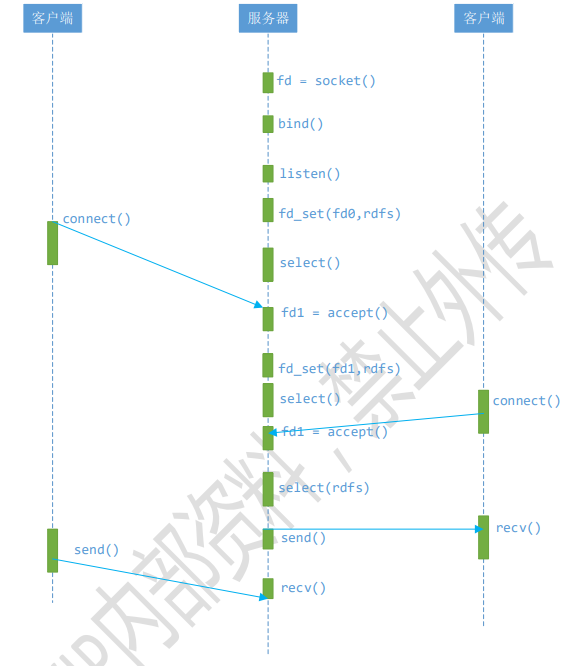 客户端 服务器 客户端
fd = socket()
bind()
listen()
fd_set(fd0,rdfs)
connect()
select()
fd1 = accept()
fd_set(fd1,rdfs)
select()
connect()
fd1 = accept()
select(rdfs)
recv()
send()
send()
recv()
内部资料，禁止外传